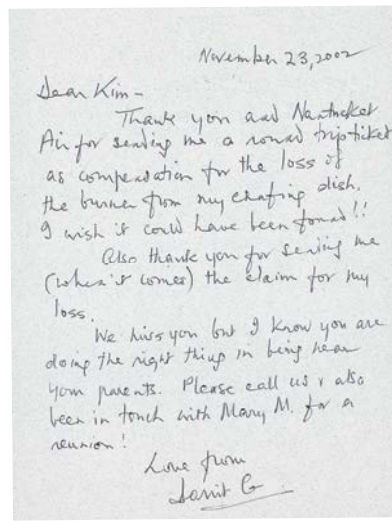 November 23, 2002
Dear Kim -
Thank you and Nantucket
Air for sending me a round trip ticket
as compensation for the loss of
the burner from my chafing dish.
I wish it could have been found!!
Also thank you for sending me
(when it comes) the claim for my
loss.
We miss you but I know you are
doing the right thing in being near
your parents. Please call us & also
been in touch with Mary M. for a
reunion!
Love from